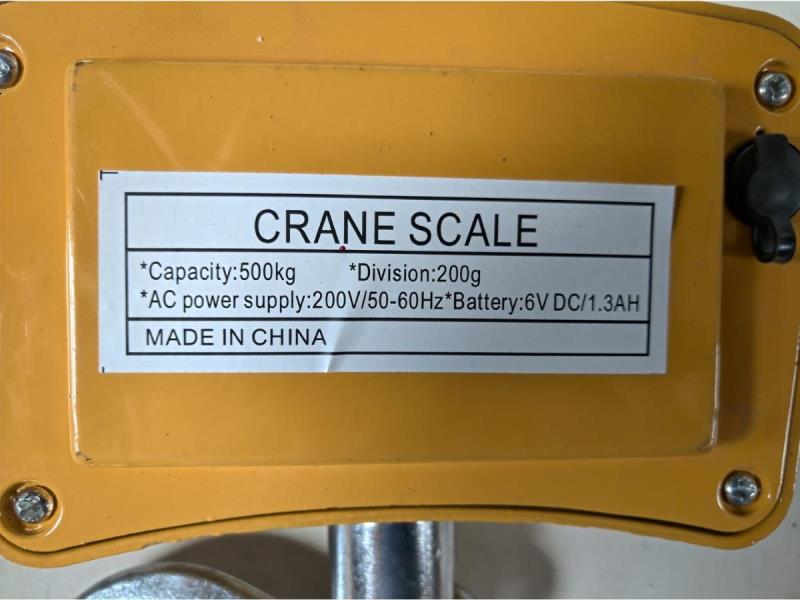 CRANE SCALE
*Capacity:500kg *Division:200g
*AC power supply:200V/50-60Hz*Battery:6V DC/1.3AH
MADE IN CHINA